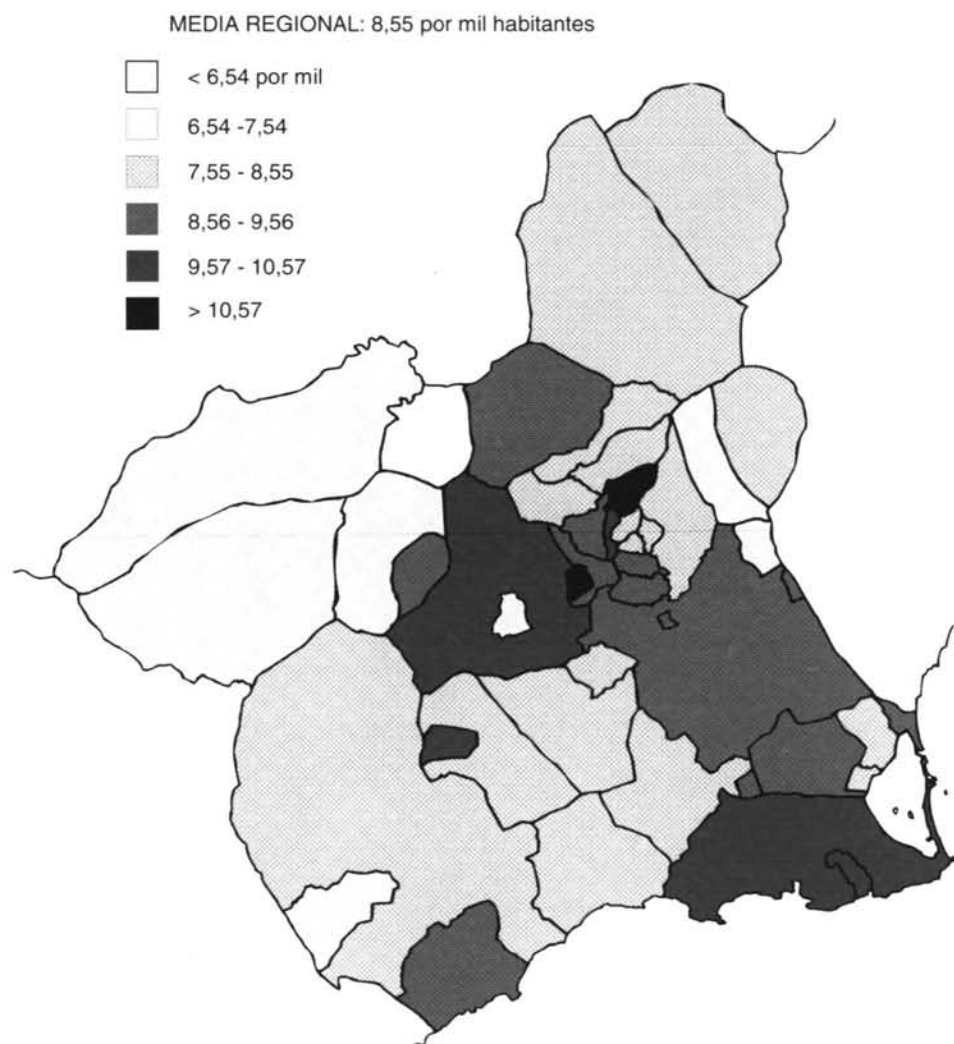 MEDIA REGIONAL: 8,55 por mil habitantes
< 6,54 por mil
6,54 -7,54
7,55 - 8,55
8,56 - 9,56
9,57 - 10,57
> 10,57